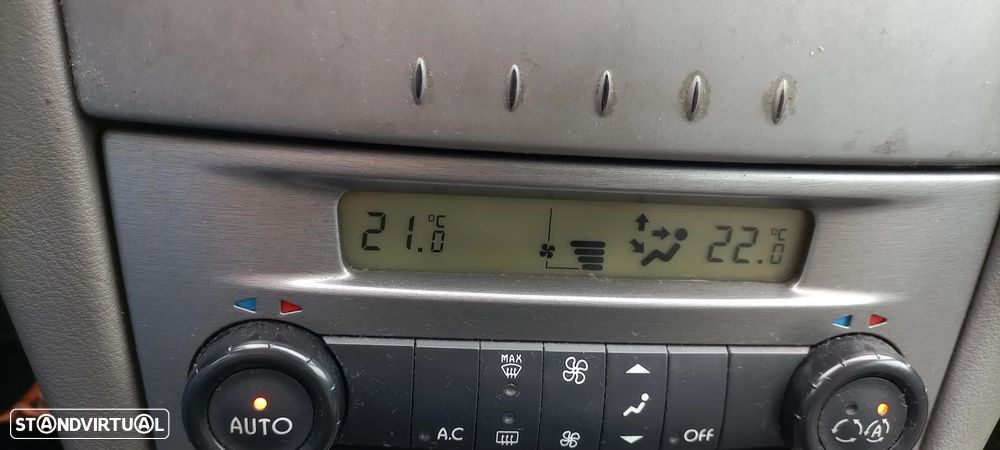 21.0 °C
22.0 °C
MAX
AUTO
A.C
OFF
A
STANDVIRTUAL